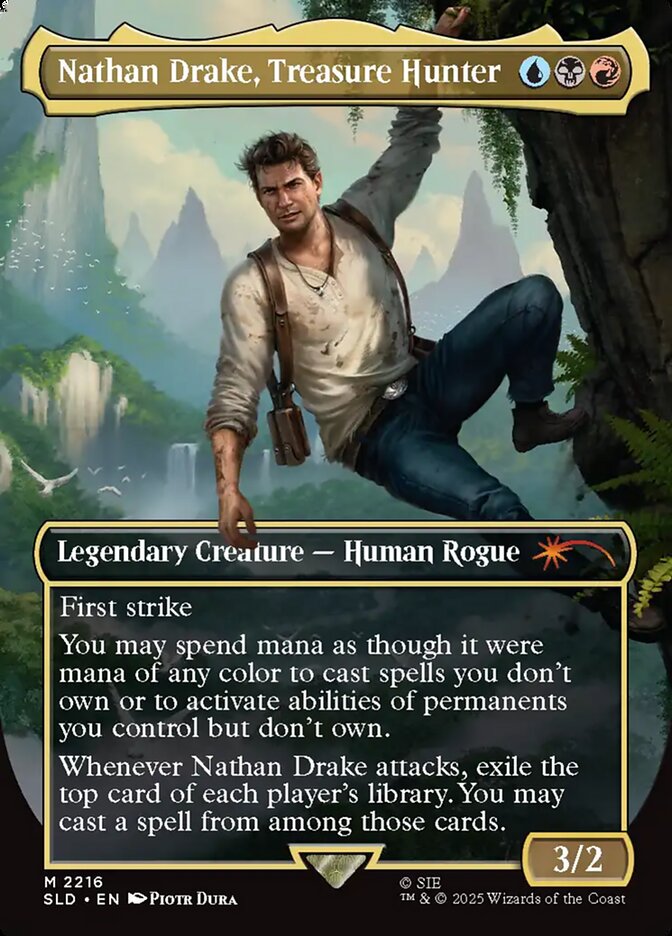 Nathan Drake, Treasure Hunter
Legendary Creature — Human Rogue
First strike
You may spend mana as though it were
mana of any color to cast spells you don't
own or to activate abilities of permanents
you control but don't own.
Whenever Nathan Drake attacks, exile the
top card of each player's library. You may
cast a spell from among those cards.
3/2
M 2216
SLD • EN Piotr Dura
© SIE
™ & © 2025 Wizards of the Coast